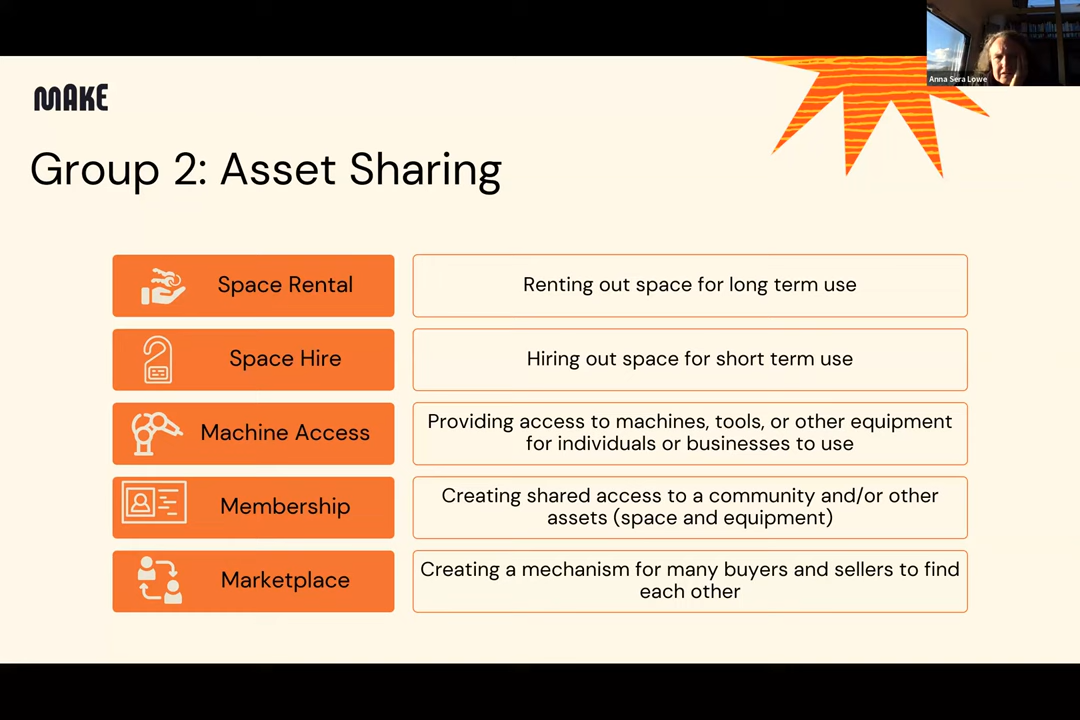 Anna Sera Lowe
MAKE
Group 2: Asset Sharing
Space Rental
Renting out space for long term use
Space Hire
Hiring out space for short term use
Machine Access
Providing access to machines, tools, or other equipment
for individuals or businesses to use
Membership
Creating shared access to a community and/or other
assets (space and equipment)
Marketplace
Creating a mechanism for many buyers and sellers to find
each other